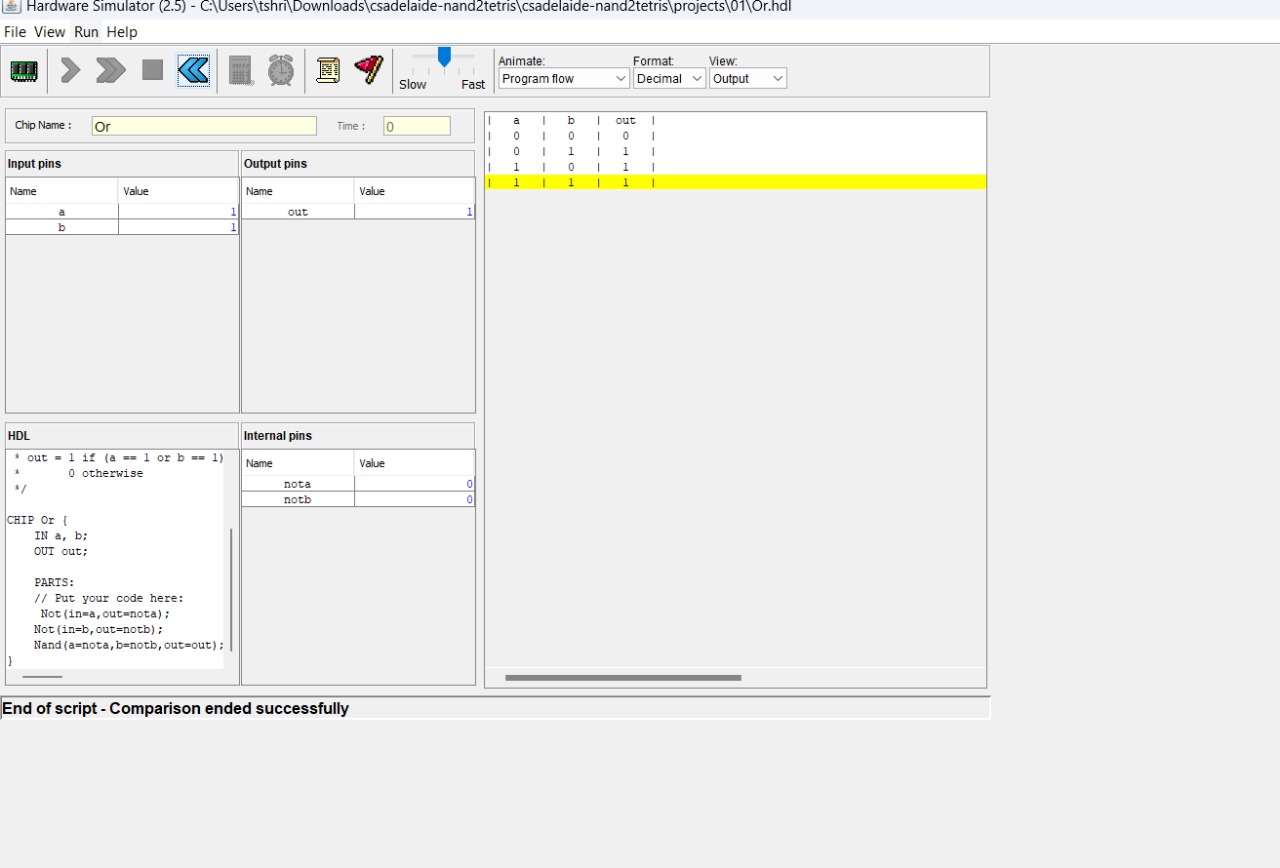 Hardware Simulator (2.5) - C:\Users\tshri\Downloads\csadelaide-nand2tetris\csadelaide-nand2tetris\projects\01\Or.hdl
File View Run Help
Slow Fast
Animate:
Program flow
Format:
Decimal
View:
Output
Chip Name : Or Time : 0
Input pins
Name Value
a 1
b 1
Output pins
Name Value
out 1
HDL
* out = 1 if (a == 1 or b == 1)
* 0 otherwise
*/
CHIP Or {
IN a, b;
OUT out;
PARTS:
// Put your code here:
Not(in=a,out=nota);
Not(in=b,out=notb);
Nand(a=nota,b=notb,out=out);
}
Internal pins
Name Value
nota 0
notb 0
| a | b | out |
| 0 | 0 | 0 |
| 0 | 1 | 1 |
| 1 | 0 | 1 |
| 1 | 1 | 1 |
End of script - Comparison ended successfully